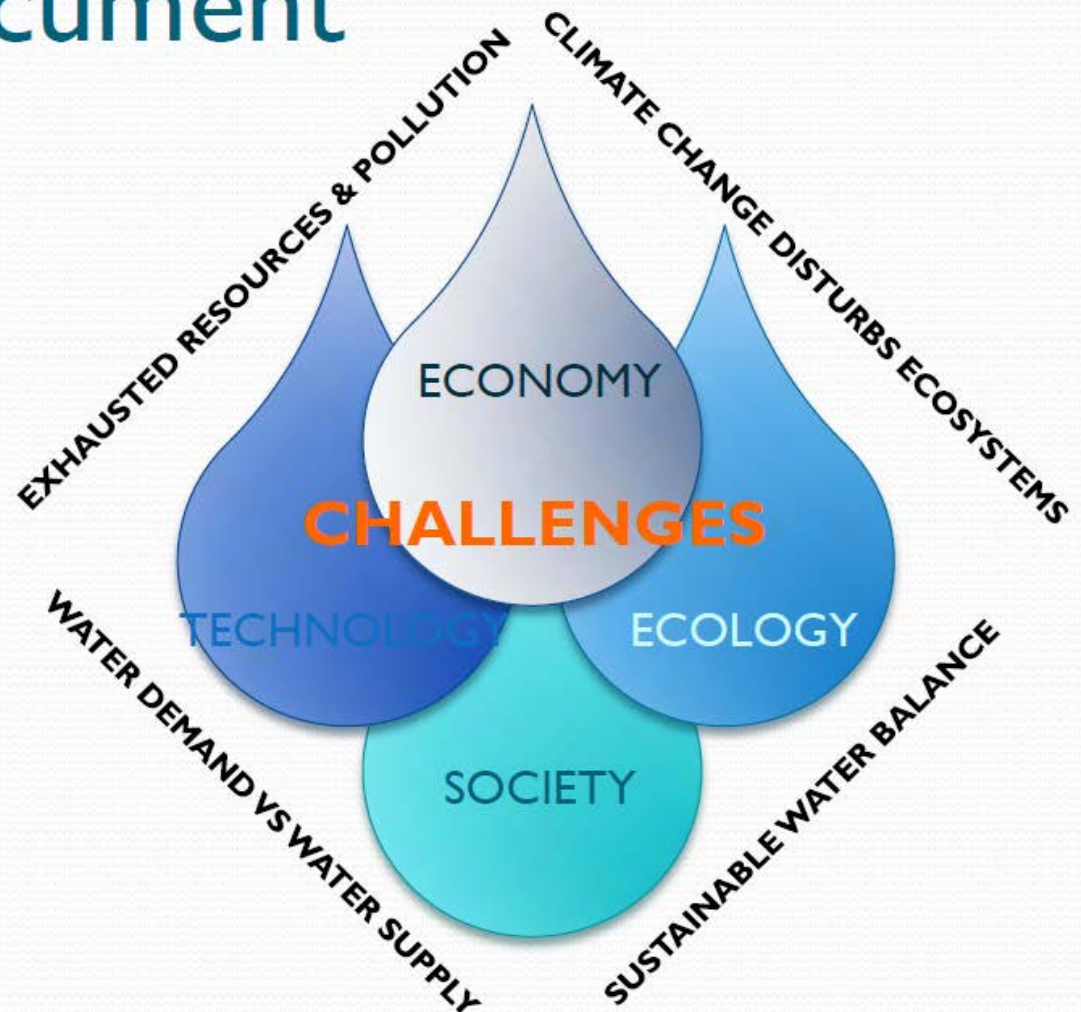 cument
EXHAUSTED RESOURCES & POLLUTION
CLIMATE CHANGE DISTURBS ECOSYSTEMS
ECONOMY
CHALLENGES
TECHNOLOGY
ECOLOGY
SOCIETY
WATER DEMAND VS WATER SUPPLY
SUSTAINABLE WATER BALANCE